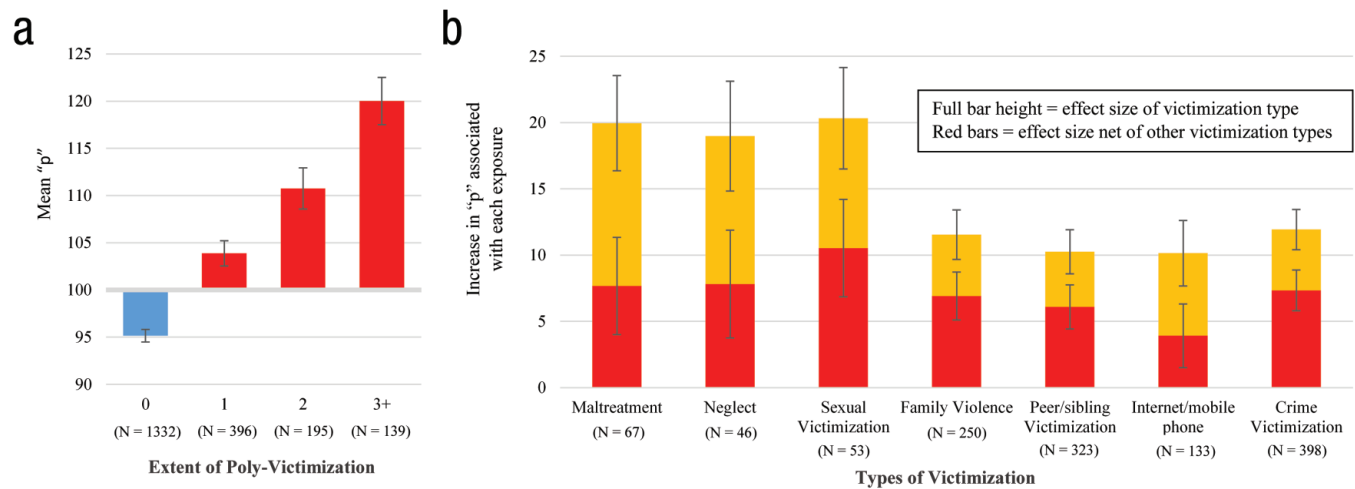 a
125
120
115
110
105
100
95
90
Mean “p”
0
1
2
3+
(N = 1332)
(N = 396)
(N = 195)
(N = 139)
Extent of Poly-Victimization
b
25
20
15
10
5
0
Increase in “p” associated
with each exposure
Full bar height = effect size of victimization type
Red bars = effect size net of other victimization types
Maltreatment
(N = 67)
Neglect
(N = 46)
Sexual
Victimization
(N = 53)
Family Violence
(N = 250)
Peer/sibling
Victimization
(N = 323)
Internet/mobile
phone
(N = 133)
Crime
Victimization
(N = 398)
Types of Victimization